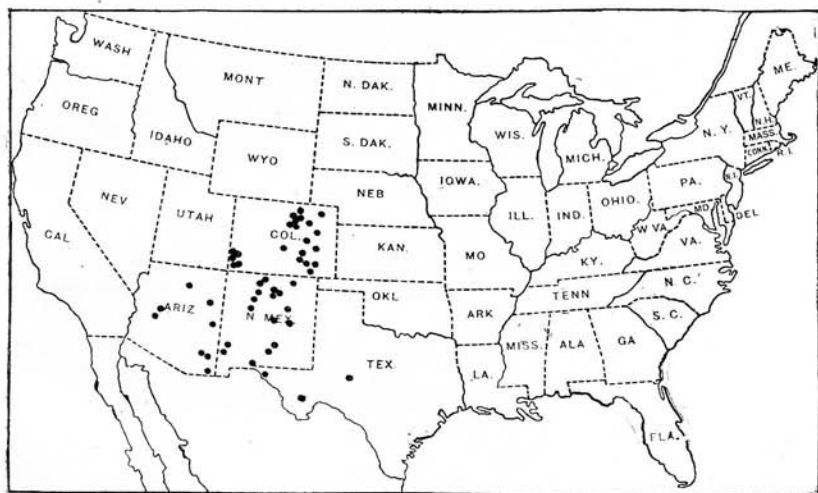 WASH
MONT
N. DAK.
MINN.
ME.
OREG
IDAHO
S. DAK.
WIS.
MICH.
N. Y.
VT.
N.H.
MASS.
CONN.
R.I.
WYO
NEB
IOWA.
PA.
N.J.
NEV
UTAH
COL.
ILL.
IND.
OHIO.
MD.
DEL
CAL
KAN.
MO
W VA.
VA.
KY.
ARIZ
N. MEX.
OKL
ARK
TENN
N. C.
S. C.
MISS.
ALA
GA
TEX.
LA.
FLA.